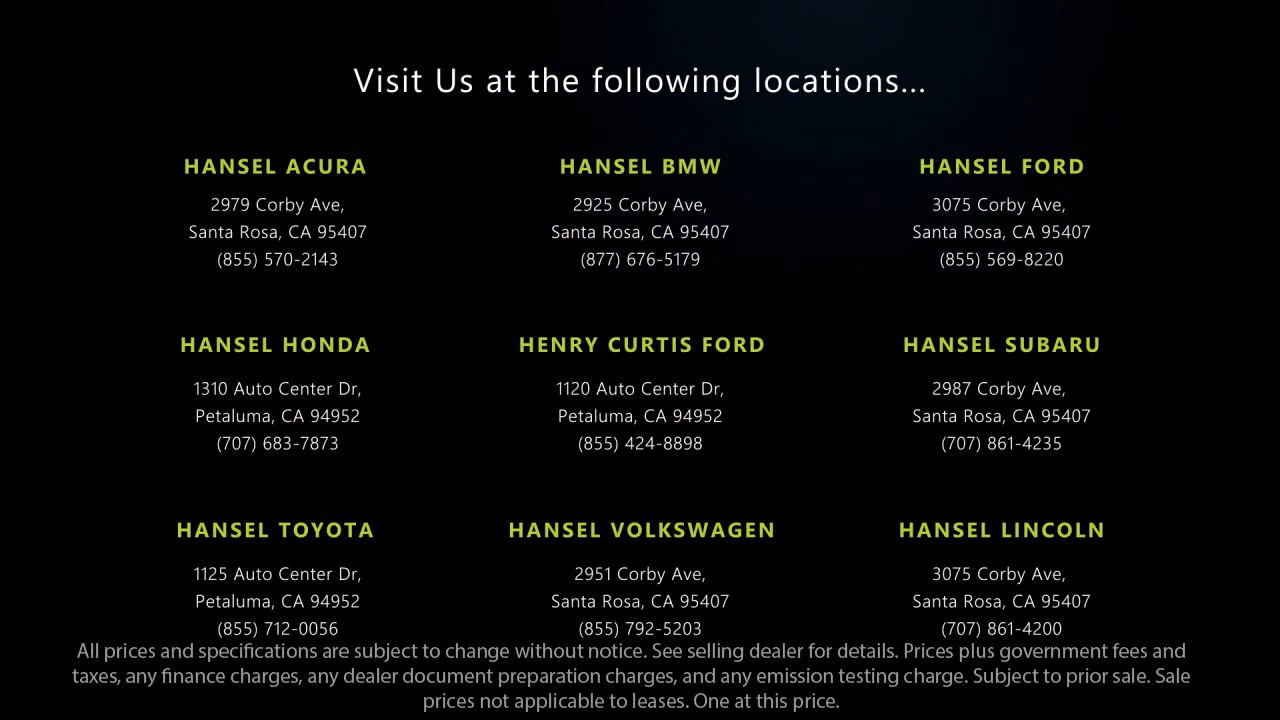 Visit Us at the following locations...
HANSEL ACURA
2979 Corby Ave,
Santa Rosa, CA 95407
(855) 570-2143
HANSEL BMW
2925 Corby Ave,
Santa Rosa, CA 95407
(877) 676-5179
HANSEL FORD
3075 Corby Ave,
Santa Rosa, CA 95407
(855) 569-8220
HANSEL HONDA
1310 Auto Center Dr,
Petaluma, CA 94952
(707) 683-7873
HENRY CURTIS FORD
1120 Auto Center Dr,
Petaluma, CA 94952
(855) 424-8898
HANSEL SUBARU
2987 Corby Ave,
Santa Rosa, CA 95407
(707) 861-4235
HANSEL TOYOTA
1125 Auto Center Dr,
Petaluma, CA 94952
(855) 712-0056
HANSEL VOLKSWAGEN
2951 Corby Ave,
Santa Rosa, CA 95407
(855) 792-5203
HANSEL LINCOLN
3075 Corby Ave,
Santa Rosa, CA 95407
(707) 861-4200
All prices and specifications are subject to change without notice. See selling dealer for details. Prices plus government fees and
taxes, any finance charges, any dealer document preparation charges, and any emission testing charge. Subject to prior sale. Sale
prices not applicable to leases. One at this price.